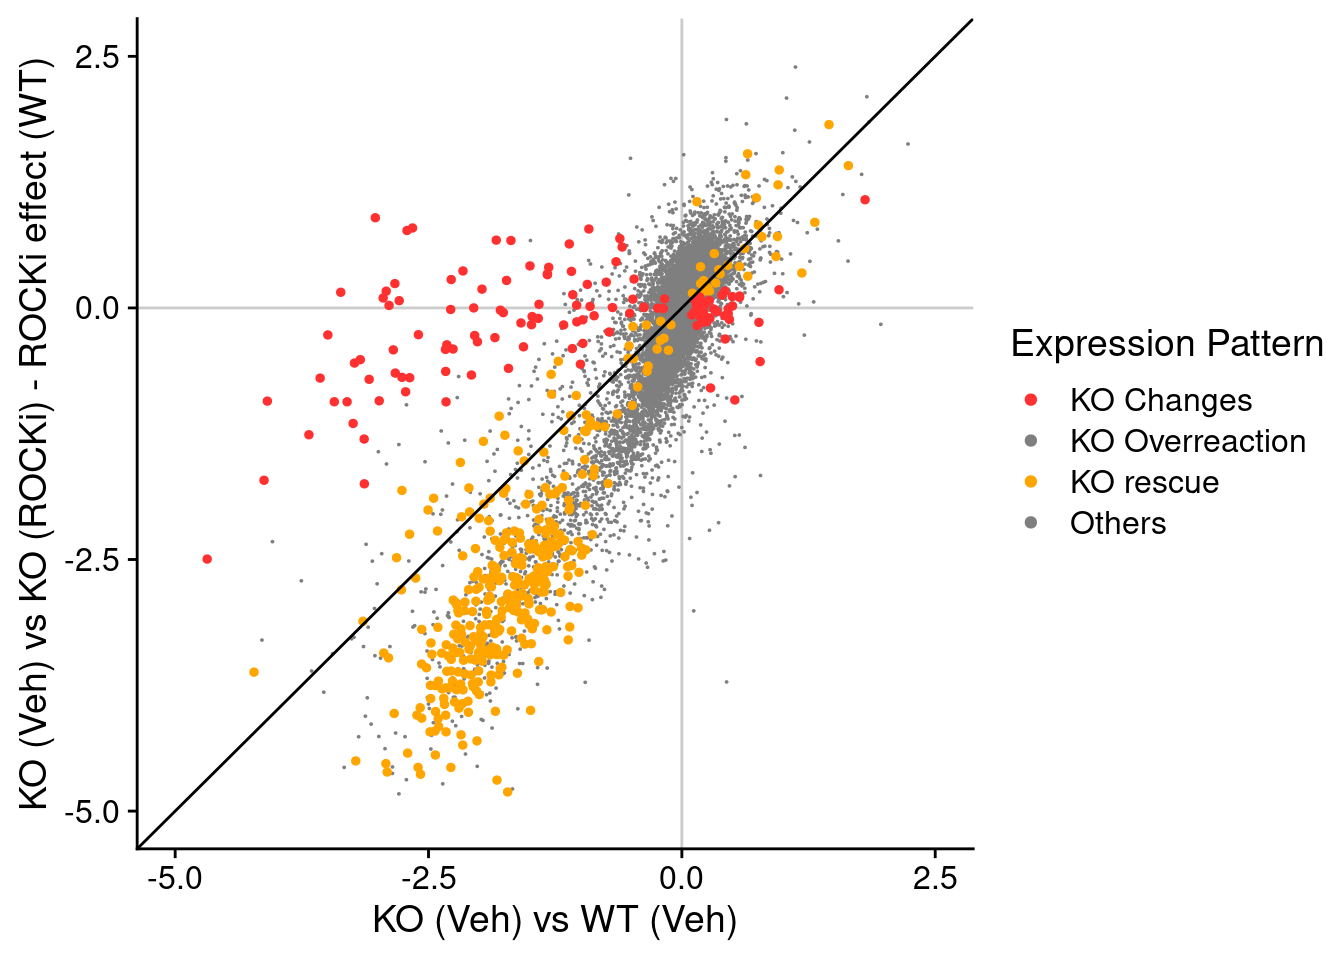 KO (Veh) vs KO (ROCKi) - ROCKi effect (WT)
2.5
0.0
-2.5
-5.0
-5.0
-2.5
0.0
2.5
KO (Veh) vs WT (Veh)
Expression Pattern
KO Changes
KO Overreaction
KO rescue
Others